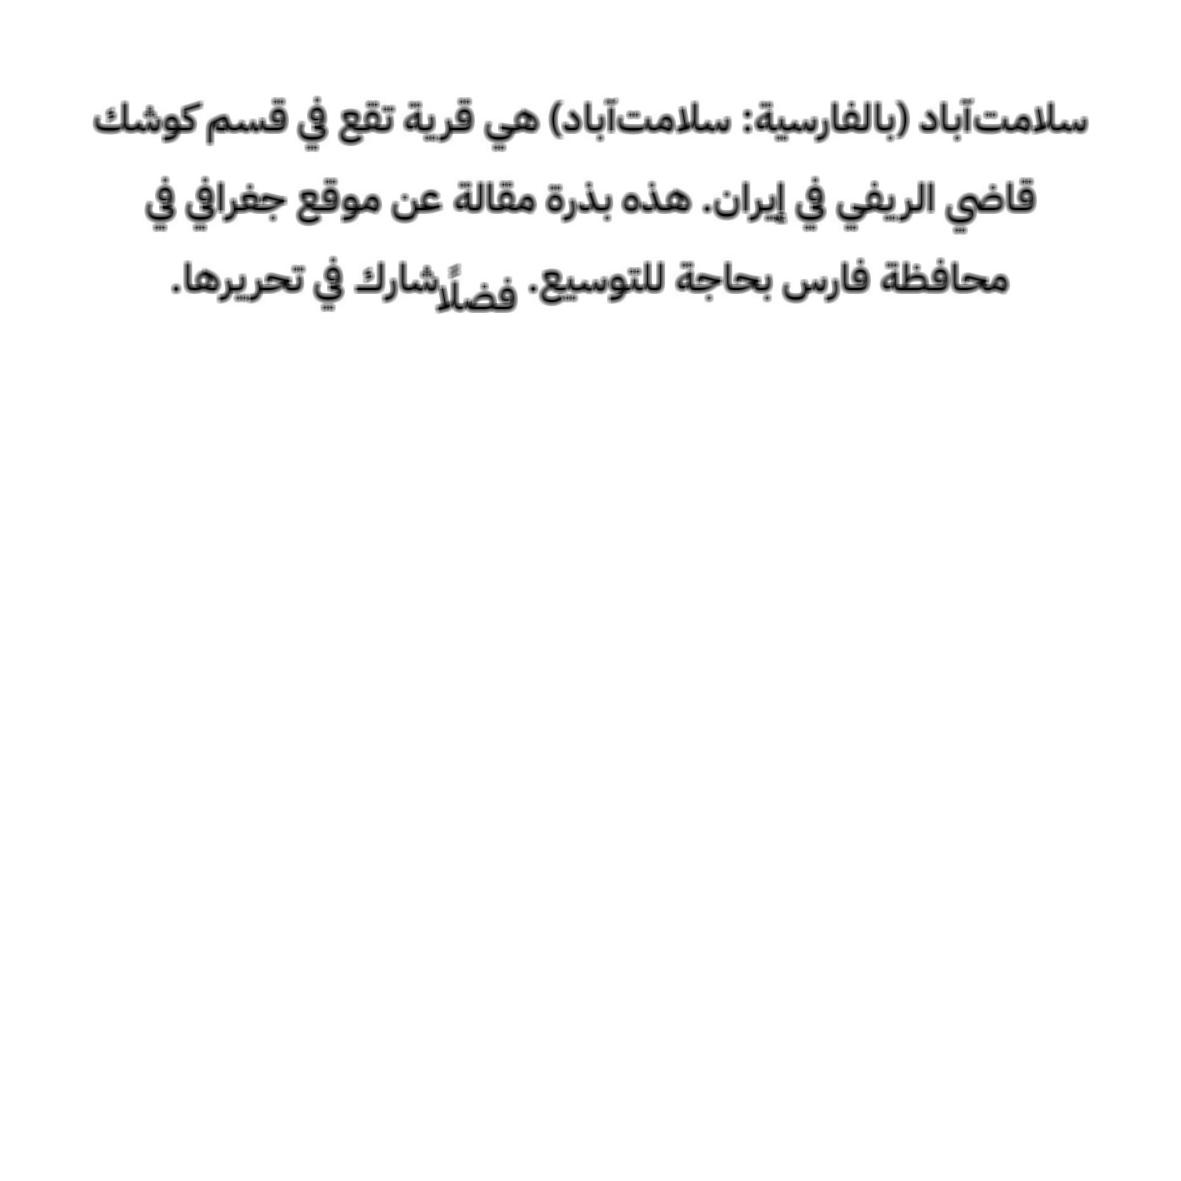 سلامت‌آباد (بالفارسية: سلامت‌آباد) هي قرية تقع في قسم كوشك
قاضي الريفي في إيران. هذه بذرة مقالة عن موقع جغرافي في
محافظة فارس بحاجة للتوسيع. فضلًا شارك في تحريرها.